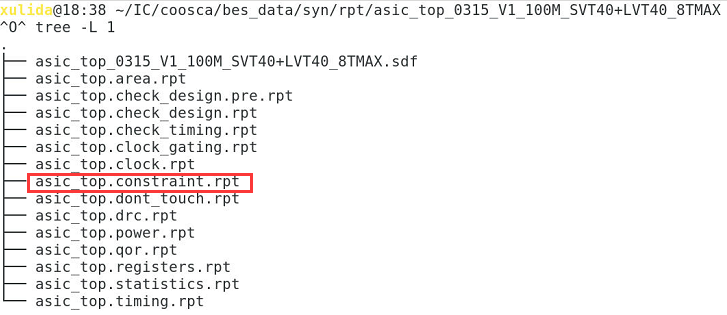 xulida@18:38 ~/IC/coosca/bes_data/syn/rpt/asic_top_0315_V1_100M_SVT40+LVT40_8TMAX
^O^ tree -L 1
.
├── asic_top_0315_V1_100M_SVT40+LVT40_8TMAX.sdf
├── asic_top.area.rpt
├── asic_top.check_design.pre.rpt
├── asic_top.check_design.rpt
├── asic_top.check_timing.rpt
├── asic_top.clock_gating.rpt
├── asic_top.clock.rpt
├── asic_top.constraint.rpt
├── asic_top.dont_touch.rpt
├── asic_top.drc.rpt
├── asic_top.power.rpt
├── asic_top.qor.rpt
├── asic_top.registers.rpt
├── asic_top.statistics.rpt
└── asic_top.timing.rpt